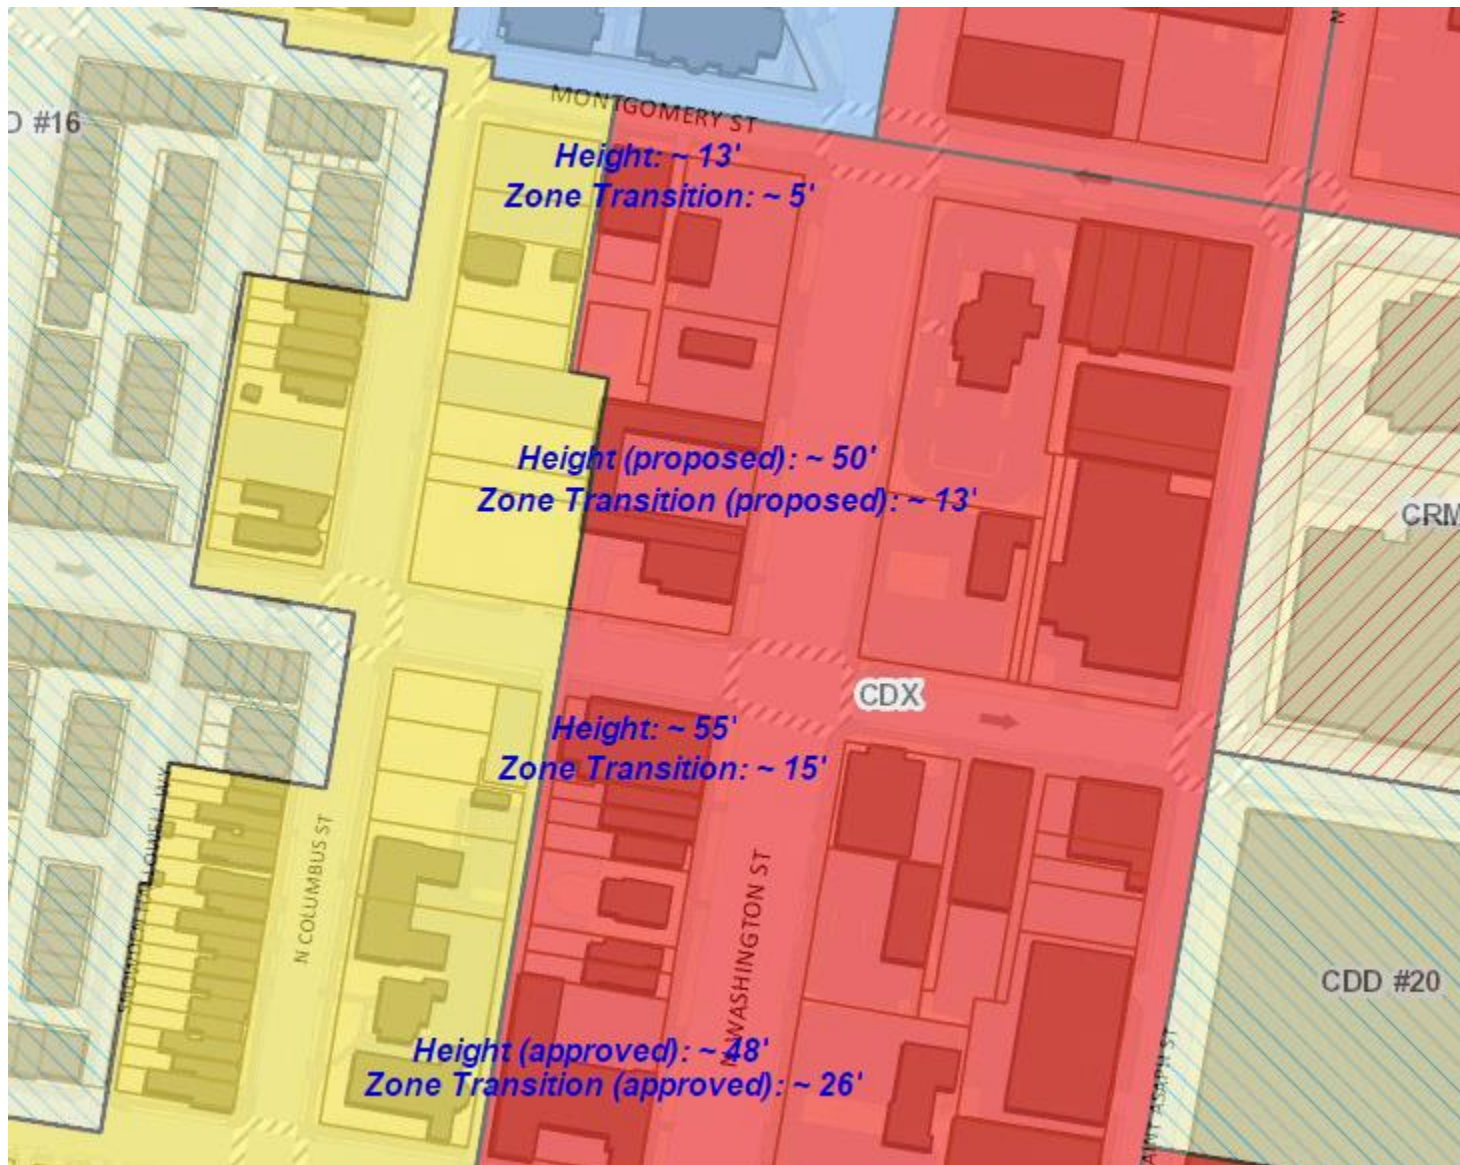 MONTGOMERY ST
D #16
Height: ~ 13'
Zone Transition: ~ 5'
Height (proposed): ~ 50'
Zone Transition (proposed): ~ 13'
CRM
CDX
Height: ~ 55'
Zone Transition: ~ 15'
N COLUMBUS ST
N WASHINGTON ST
CDD #20
Height (approved): ~ 48'
Zone Transition (approved): ~ 26'